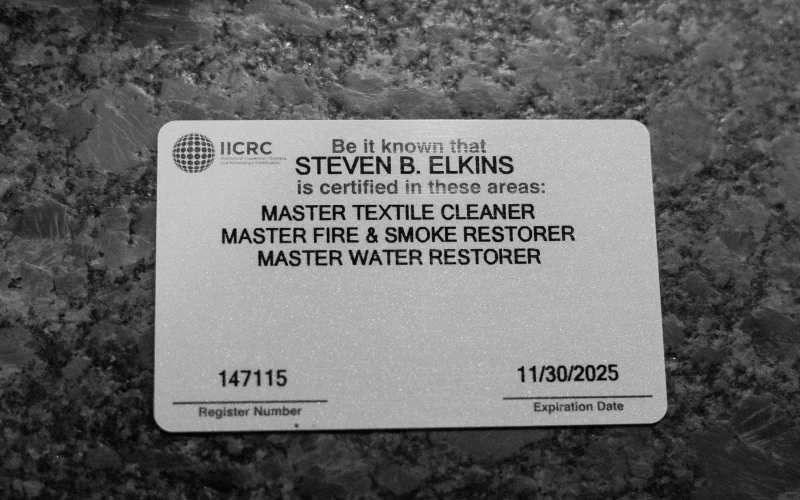 IICRC
Be it known that
STEVEN B. ELKINS
is certified in these areas:
MASTER TEXTILE CLEANER
MASTER FIRE & SMOKE RESTORER
MASTER WATER RESTORER
147115
11/30/2025
Register Number
Expiration Date